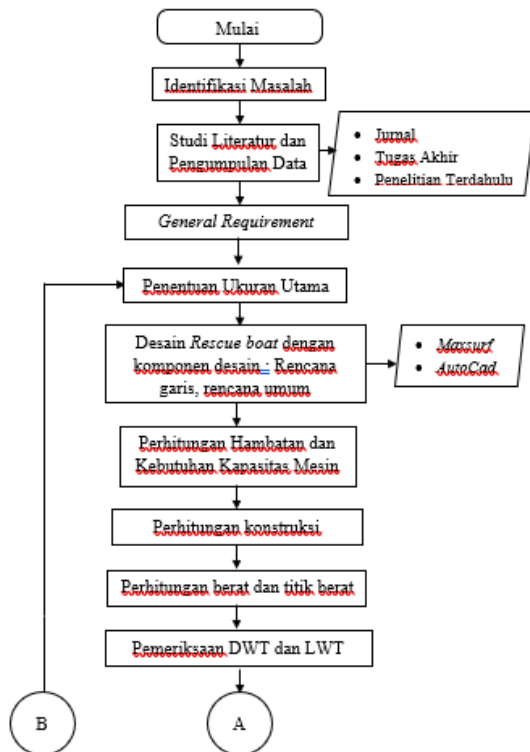 Mulai
Identifikasi Masalah
Studi Literatur dan
Pengumpulan Data
• Jurnal
• Tugas Akhir
• Penelitian Terdahulu
General Requirement
Penentuan Ukuran Utama
Desain Rescue boat dengan
komponen desain : Rencana
garis, rencana umum
• Maxsurf
• AutoCad
Perhitungan Hambatan dan
Kebutuhan Kapasitas Mesin
Perhitungan konstruksi
Perhitungan berat dan titik berat
Pemeriksaan DWT dan LWT
B
A